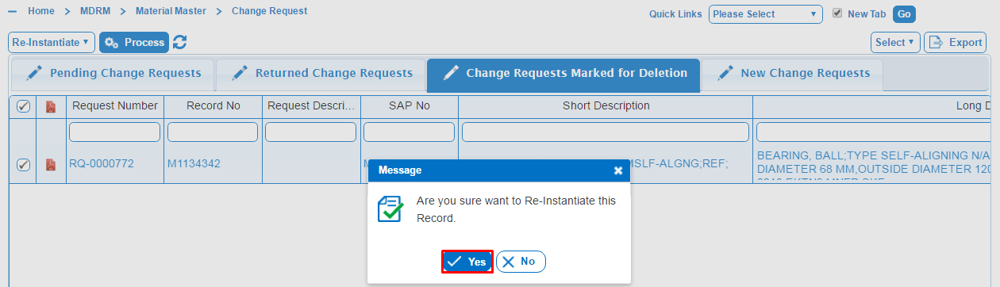 Home > MDRM > Material Master > Change Request
Quick Links Please Select New Tab Go
Re-Instantiate Process Select Export
Pending Change Requests Returned Change Requests Change Requests Marked for Deletion New Change Requests
Request Number Record No Request Descri... SAP No Short Description Long D
RQ-0000772 M1134342 MSLF-ALGNG;REF;
BEARING, BALL;TYPE SELF-ALIGNING N/A
DIAMETER 68 MM,OUTSIDE DIAMETER 120
Message
Are you sure want to Re-Instantiate this
Record.
Yes No